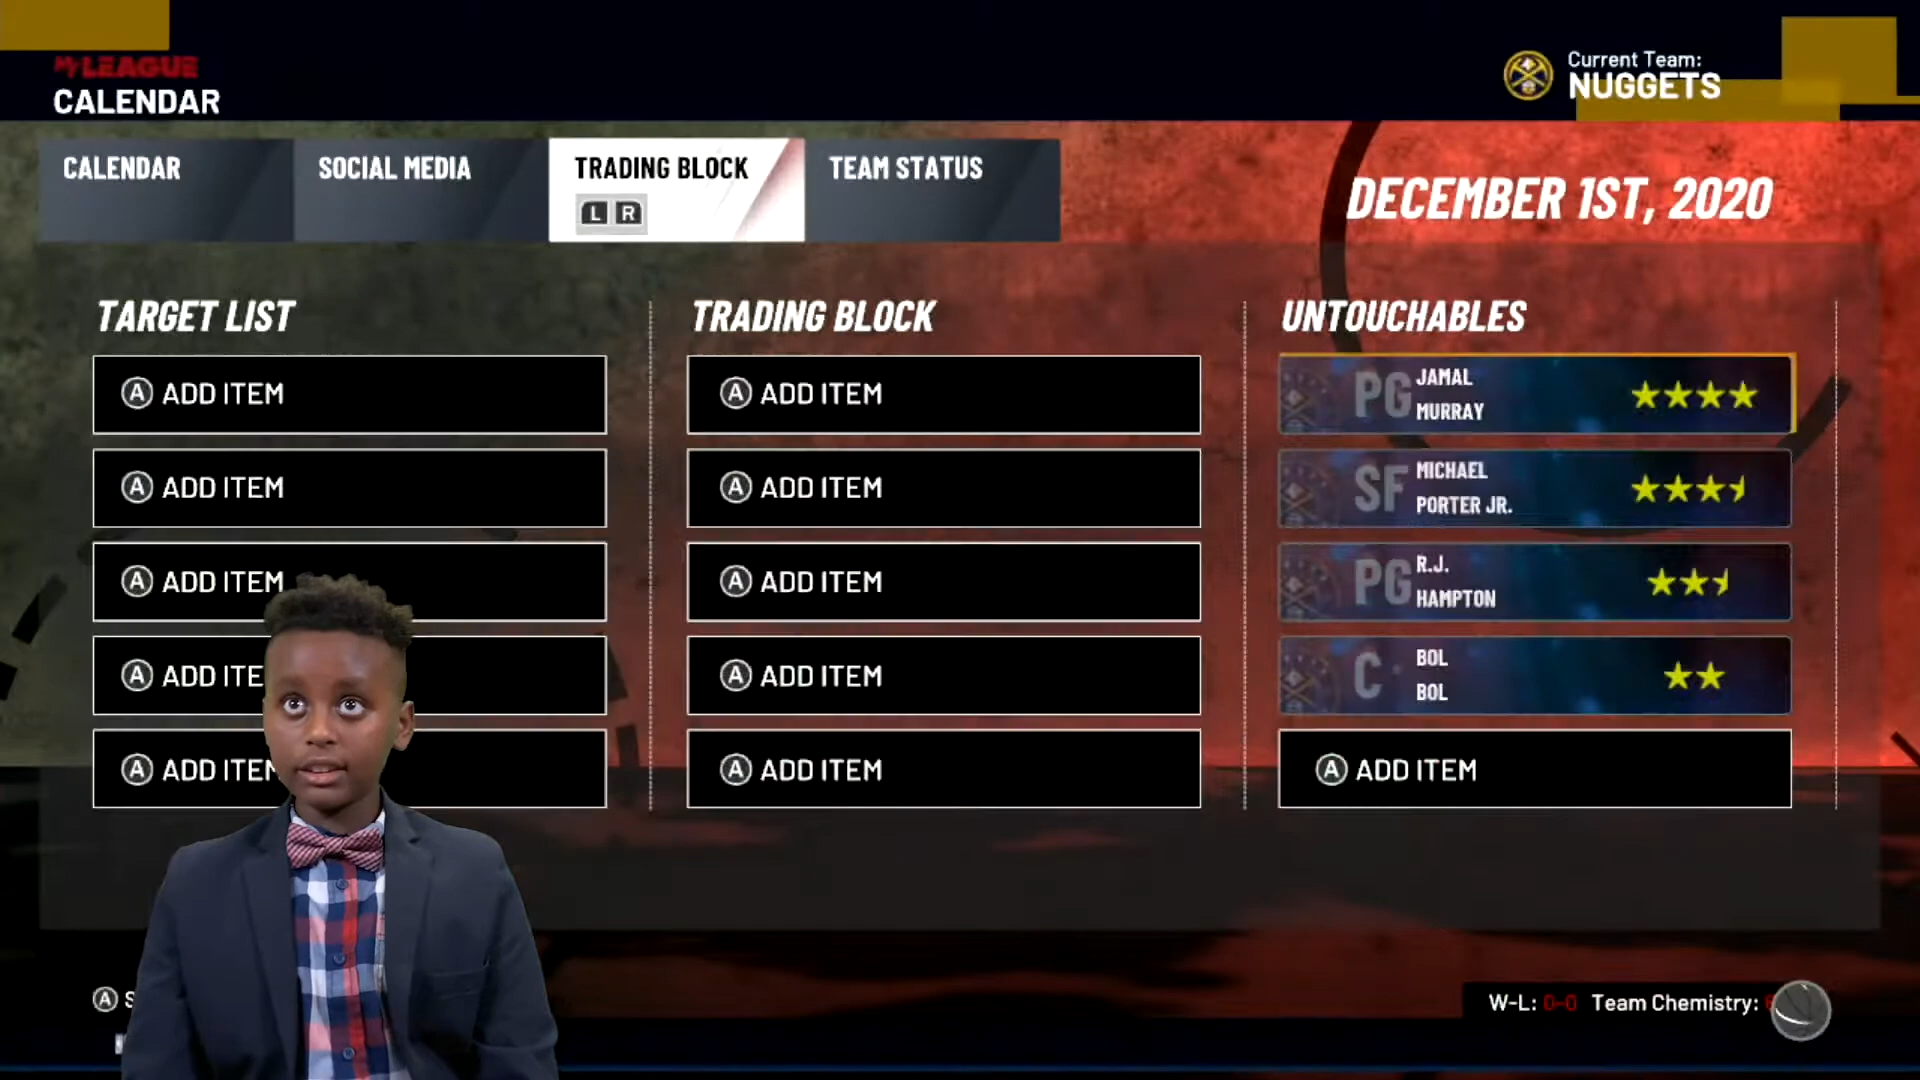 MyLEAGUE
CALENDAR
Current Team:
NUGGETS
CALENDAR
SOCIAL MEDIA
TRADING BLOCK
L R
TEAM STATUS
DECEMBER 1ST, 2020
TARGET LIST
A ADD ITEM
A ADD ITEM
A ADD ITEM
A ADD ITE
A ADD ITEM
TRADING BLOCK
A ADD ITEM
A ADD ITEM
A ADD ITEM
A ADD ITEM
A ADD ITEM
UNTOUCHABLES
PG JAMAL
MURRAY
SF MICHAEL
PORTER JR.
PG R.J.
HAMPTON
C BOL
BOL
A ADD ITEM
A S
W-L: 0-0 Team Chemistry: